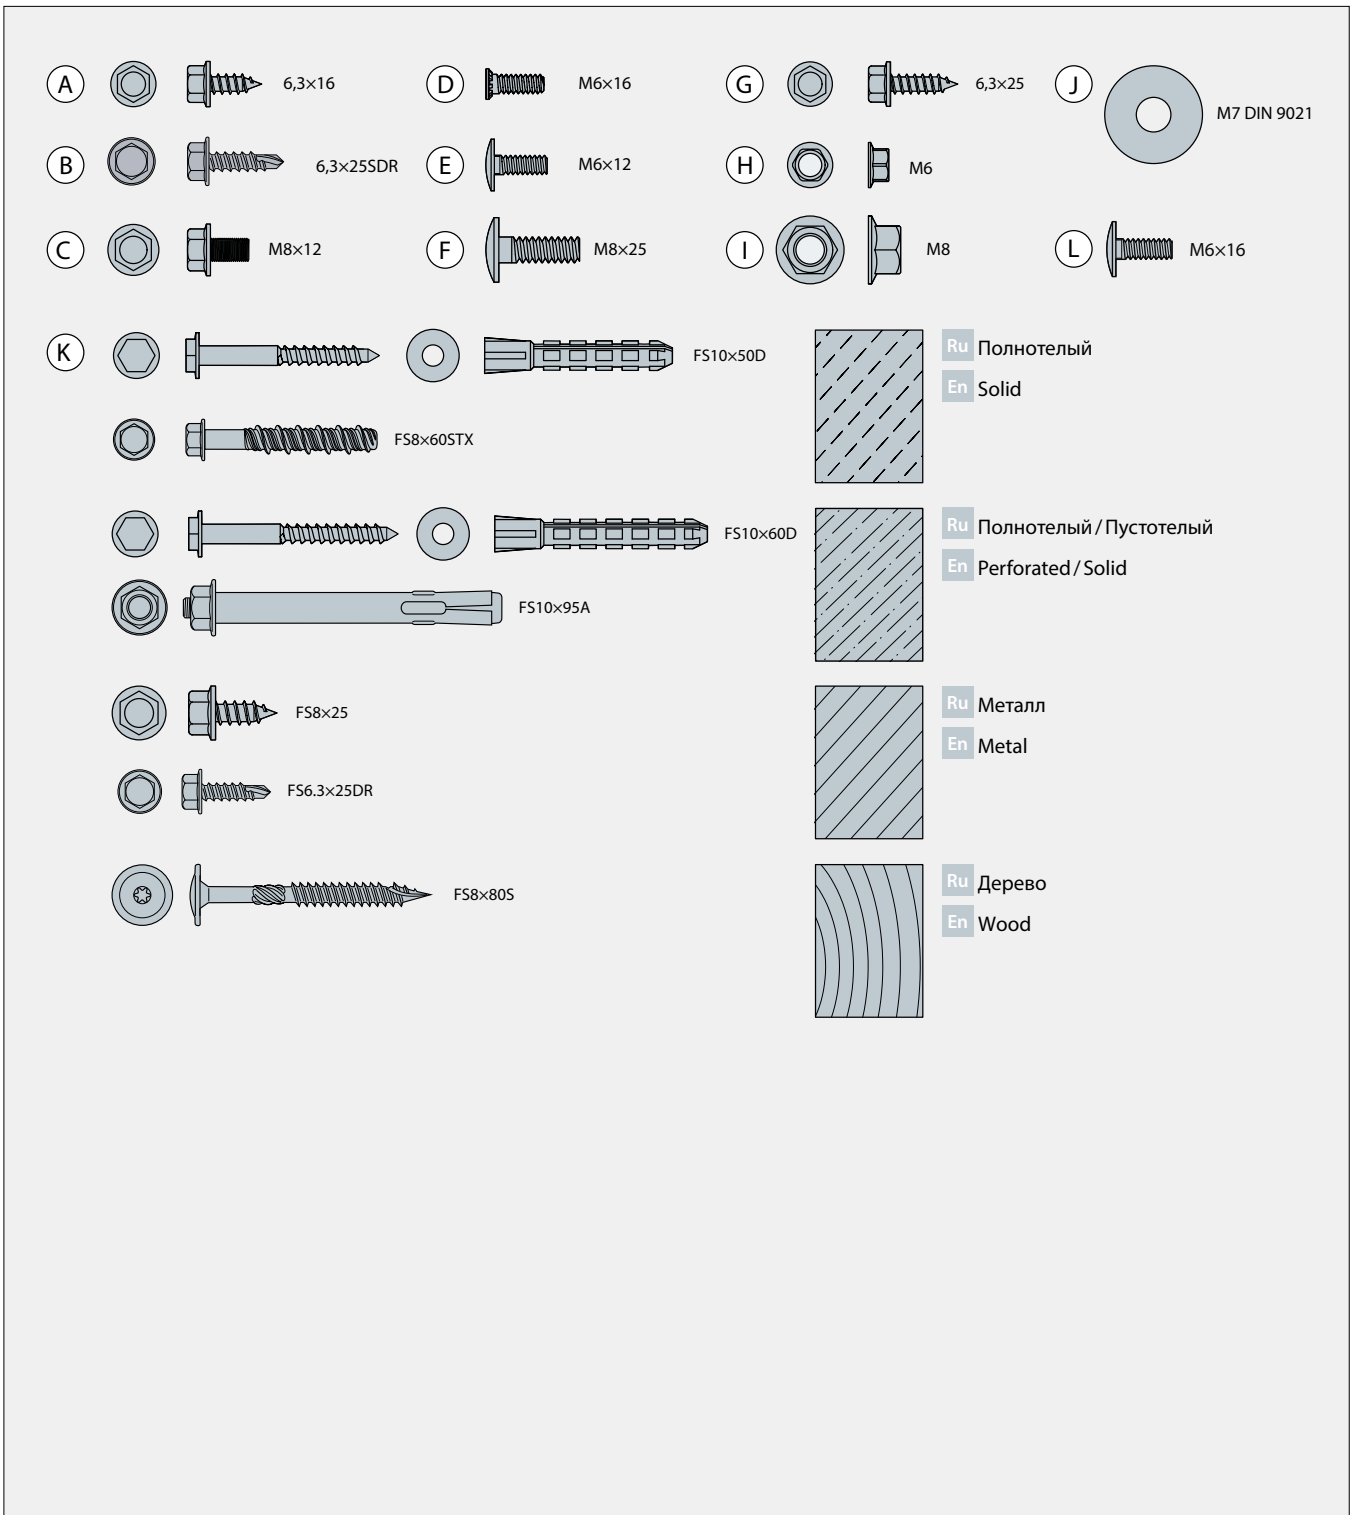 A 6,3×16
D M6×16
G 6,3×25
J M7 DIN 9021
B 6,3×25SDR
E M6×12
H M6
C M8×12
F M8×25
I M8
L M6×16
K FS10×50D
FS8×60STX
Ru Полнотелый
En Solid
FS10×60D
FS10×95A
Ru Полнотелый / Пустотелый
En Perforated / Solid
FS8×25
FS6.3×25DR
Ru Металл
En Metal
FS8×80S
Ru Дерево
En Wood